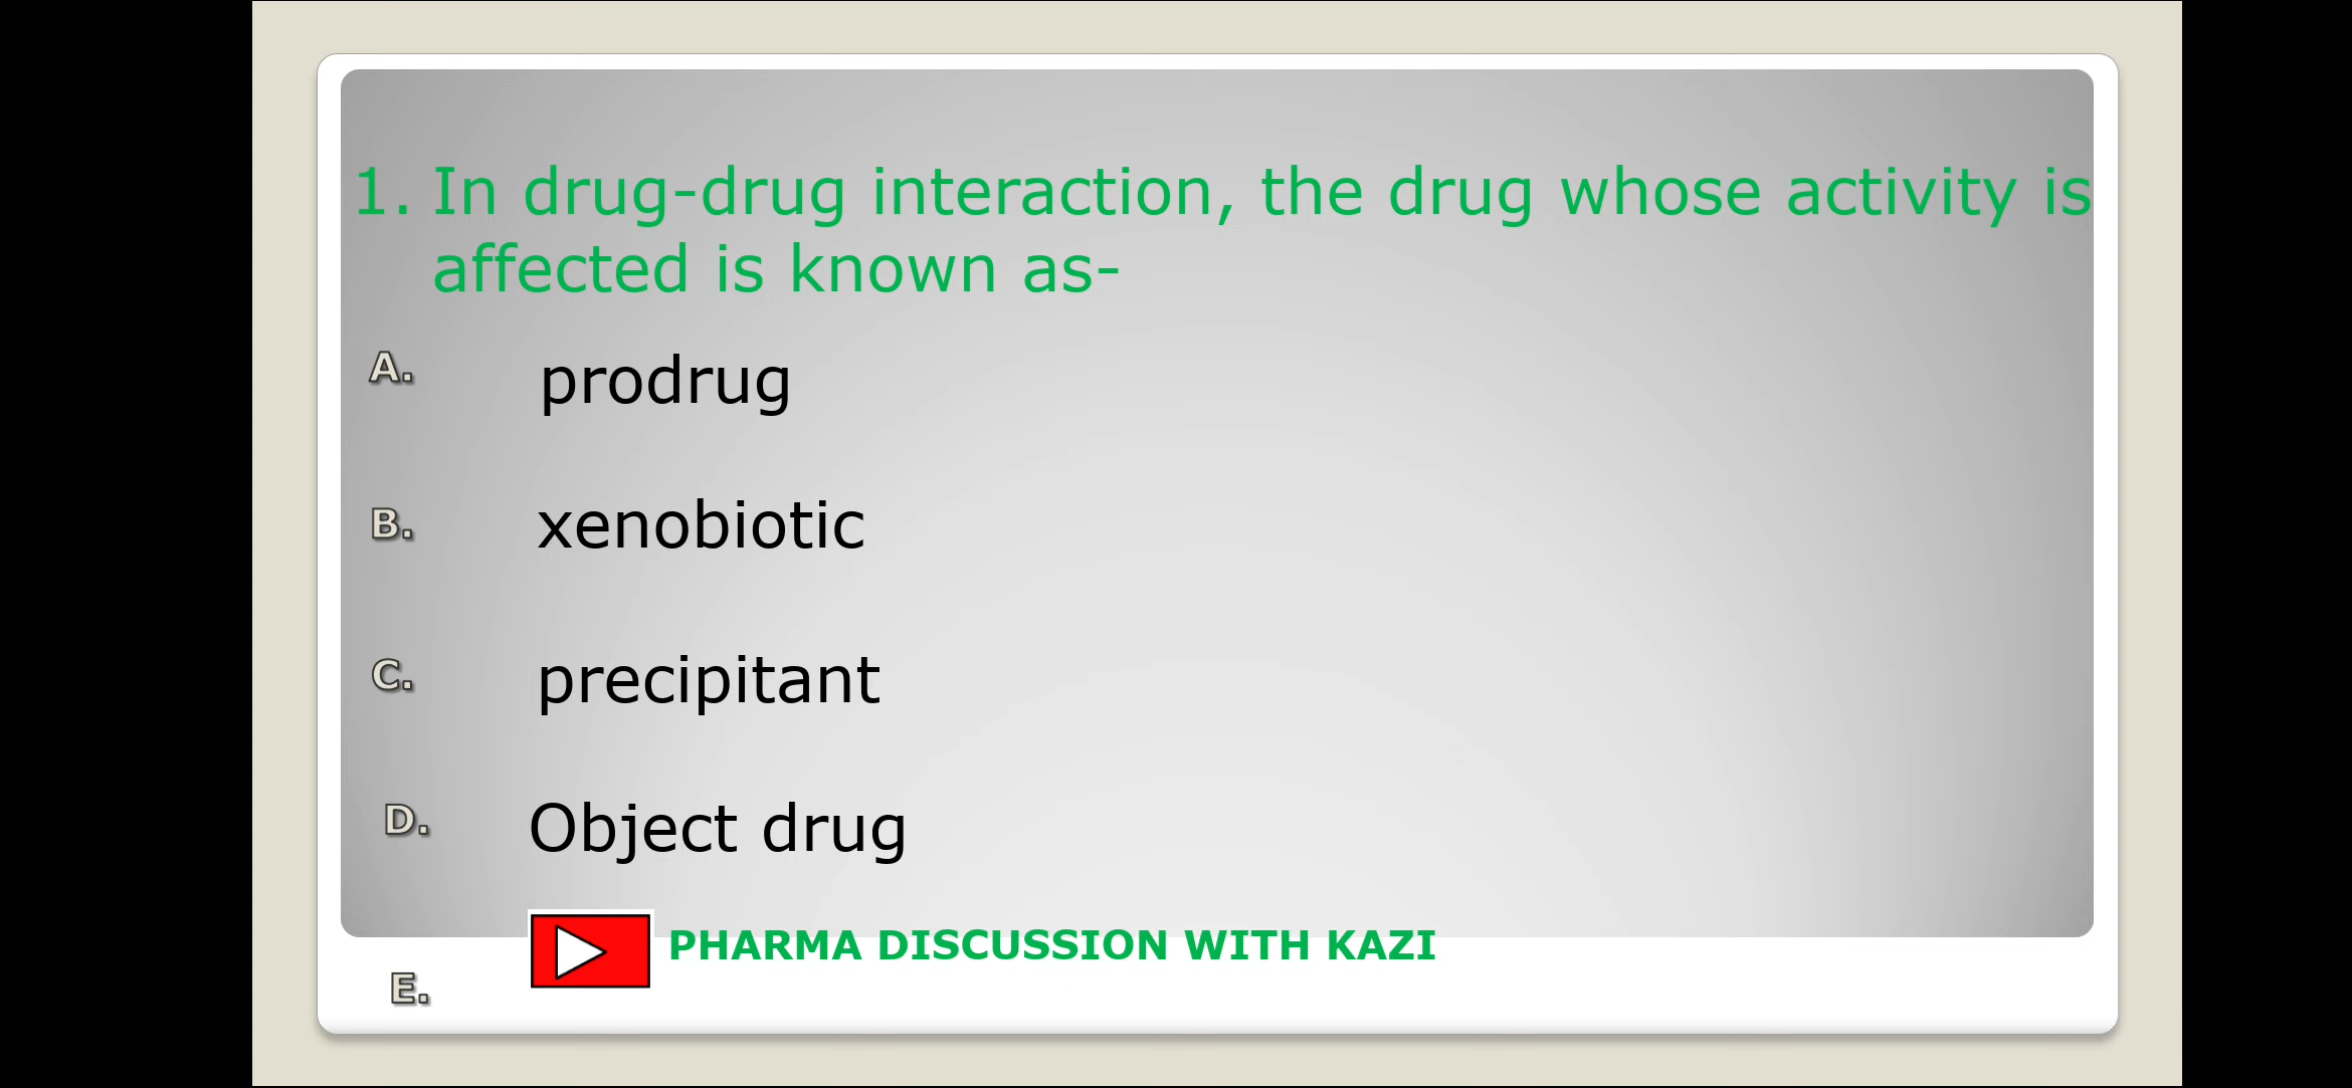 1. In drug-drug interaction, the drug whose activity is
affected is known as-
A. prodrug
B. xenobiotic
C. precipitant
D. Object drug
PHARMA DISCUSSION WITH KAZI
E.